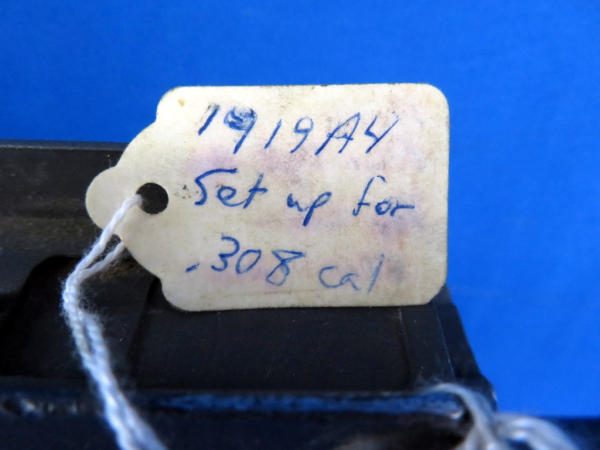 1919A4
Set up for
.308 cal